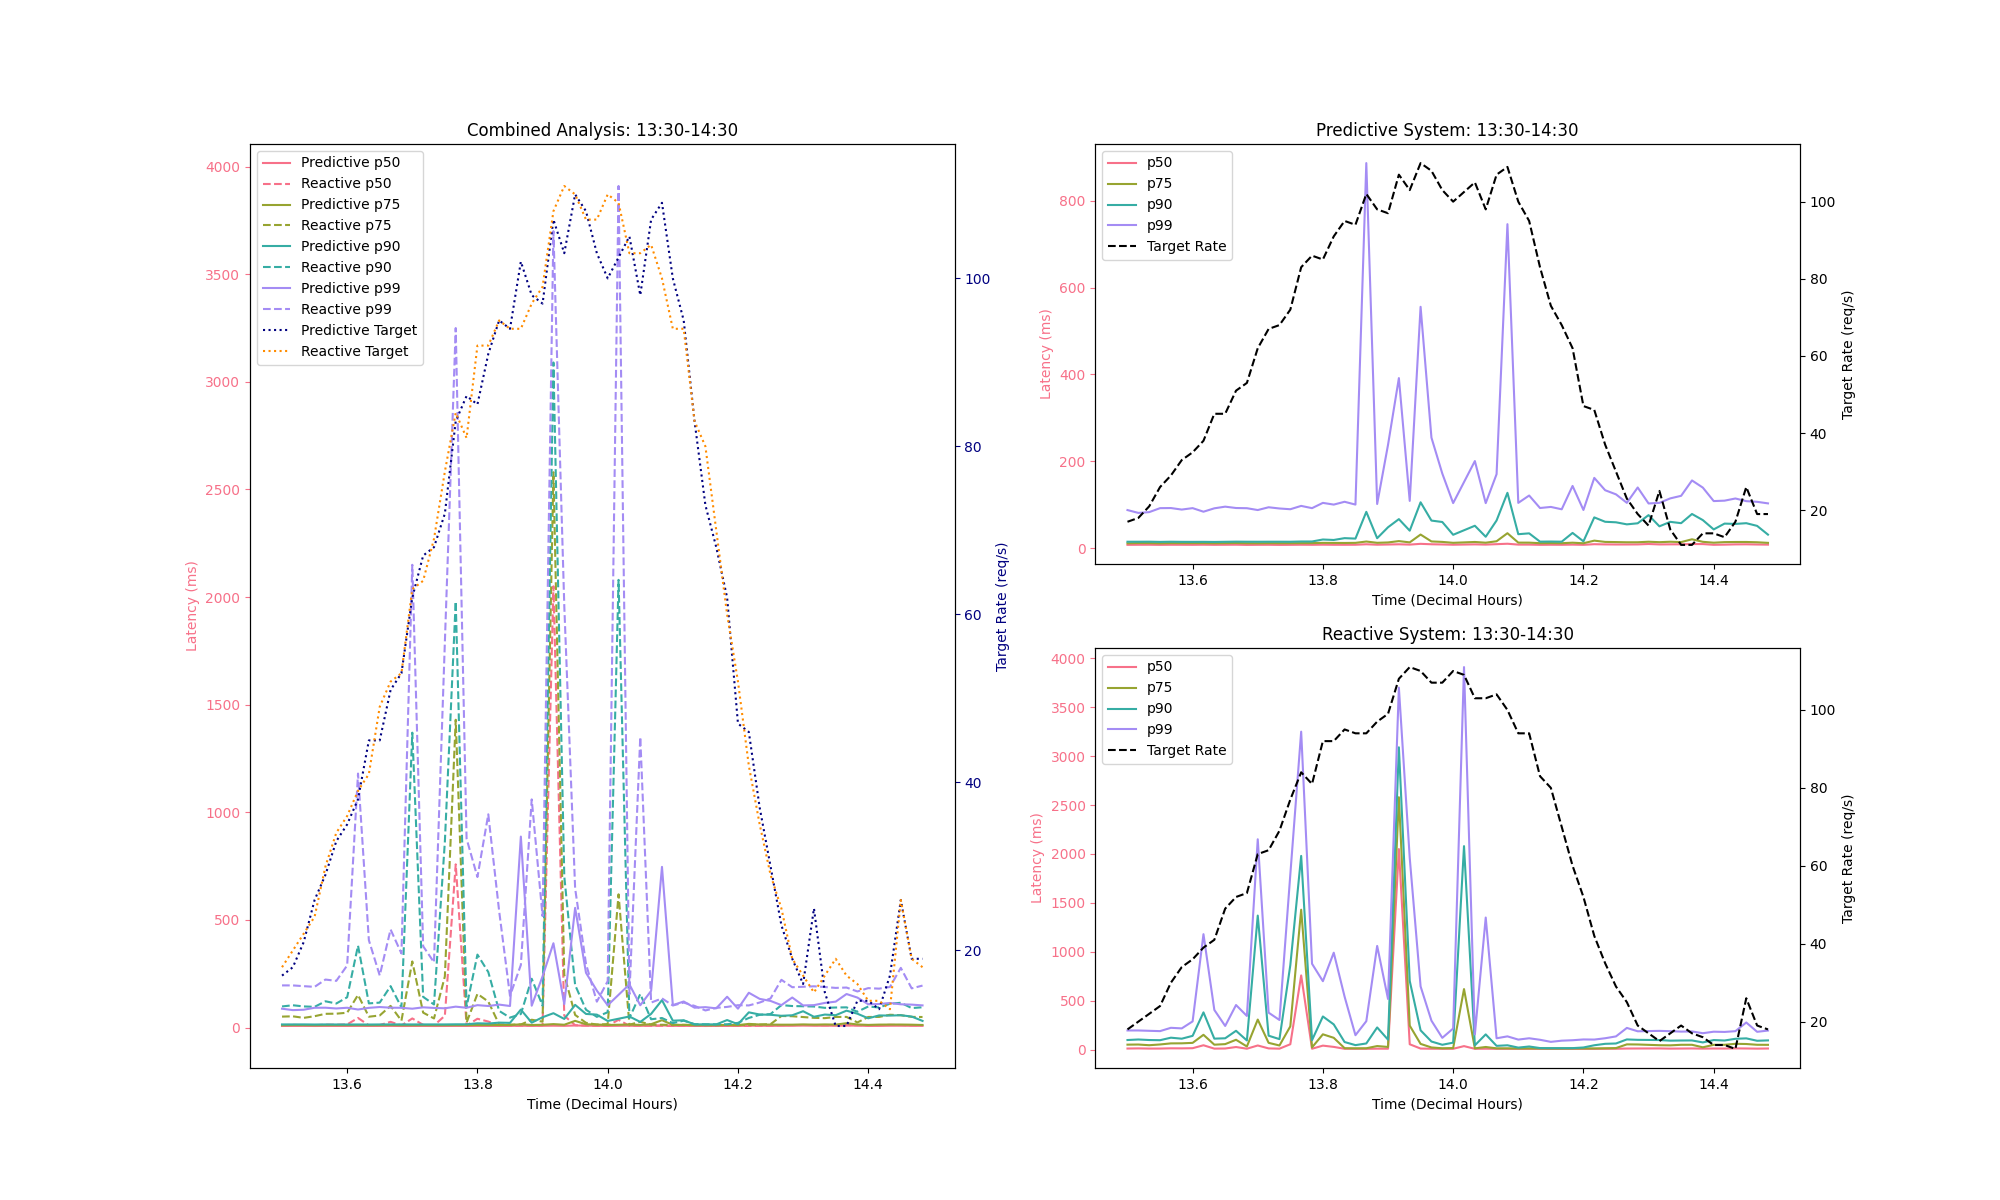 Combined Analysis: 13:30-14:30
Predictive p50
Reactive p50
Predictive p75
Reactive p75
Predictive p90
Reactive p90
Predictive p99
Reactive p99
Predictive Target
Reactive Target
4000
3500
3000
2500
2000
1500
1000
500
0
Latency (ms)
100
80
60
40
20
Target Rate (req/s)
13.6
13.8
14.0
14.2
14.4
Time (Decimal Hours)
Predictive System: 13:30-14:30
p50
p75
p90
p99
Target Rate
800
600
400
200
0
Latency (ms)
100
80
60
40
20
Target Rate (req/s)
13.6
13.8
14.0
14.2
14.4
Time (Decimal Hours)
Reactive System: 13:30-14:30
p50
p75
p90
p99
Target Rate
4000
3500
3000
2500
2000
1500
1000
500
0
Latency (ms)
100
80
60
40
20
Target Rate (req/s)
13.6
13.8
14.0
14.2
14.4
Time (Decimal Hours)